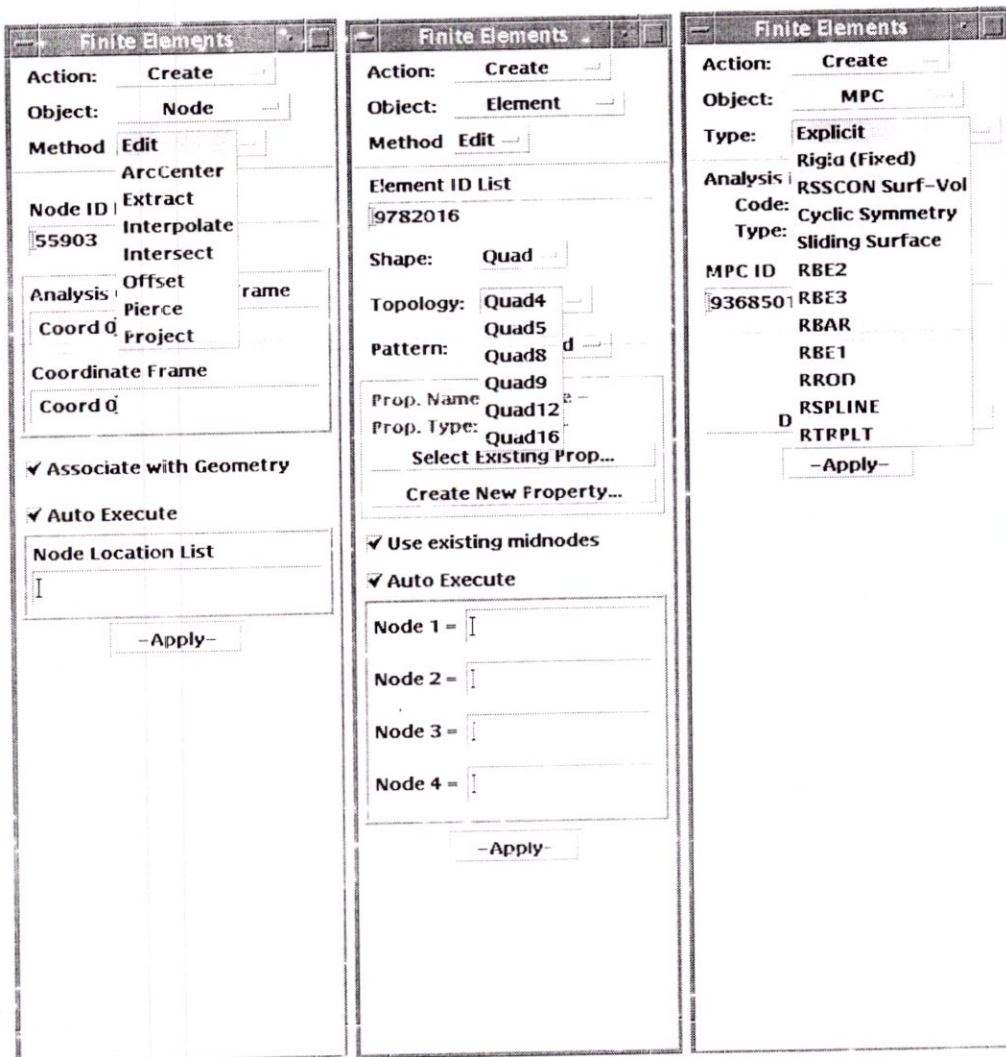 Finite Elements
Action: Create
Object: Node
Method Edit
ArcCenter
Extract
Node ID
Interpolate
55903
Intersect
Offset
Analysis rame
Pierce
Coord 0
Project
Coordinate Frame
Coord 0
Associate with Geometry
Auto Execute
Node Location List
-Apply-
Finite Elements
Action: Create
Object: Element
Method Edit
Element ID List
9782016
Shape: Quad
Topology: Quad4
Quad5
Pattern: d
Quad8
Quad9
Prop. Name e -
Quad12
Prop. Type: -
Quad16
Select Existing Prop...
Create New Property...
Use existing midnodes
Auto Execute
Node 1 =
Node 2 =
Node 3 =
Node 4 =
-Apply-
Finite Elements
Action: Create
Object: MPC
Type: Explicit
Rigid (Fixed)
Analysis
RSSCON Surf-Vol
Code:
Cyclic Symmetry
Type:
Sliding Surface
MPC ID RBE2
9368501 RBE3
RBAR
RBE1
RROD
D RSPLINE
RTRPLT
-Apply-